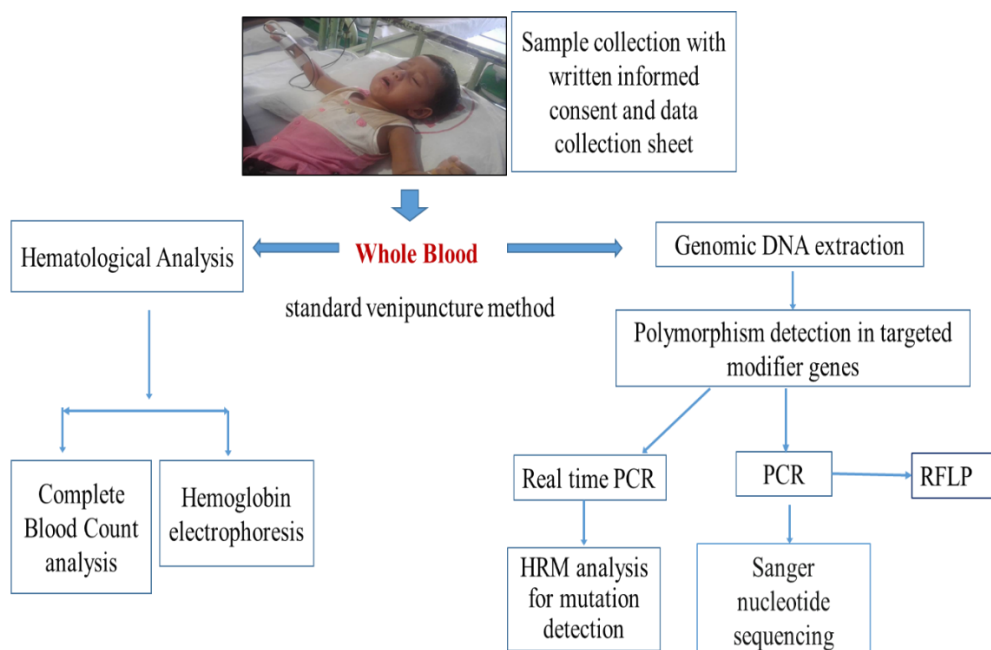 Sample collection with
written informed
consent and data
collection sheet
Hematological Analysis
Whole Blood
standard venipuncture method
Genomic DNA extraction
Polymorphism detection in targeted
modifier genes
Complete
Blood Count
analysis
Hemoglobin
electrophoresis
Real time PCR
PCR
RFLP
HRM analysis
for mutation
detection
Sanger
nucleotide
sequencing